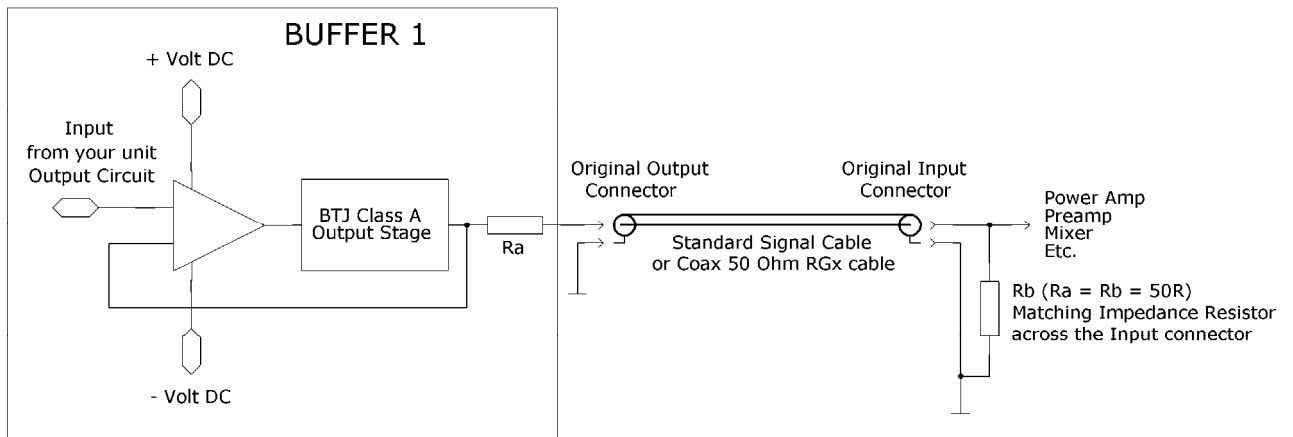 BUFFER 1
+ Volt DC
Input
from your unit
Output Circuit
BTJ Class A
Output Stage
Ra
- Volt DC
Original Output
Connector
Original Input
Connector
Standard Signal Cable
or Coax 50 Ohm RGx cable
Power Amp
Preamp
Mixer
Etc.
Rb (Ra = Rb = 50R)
Matching Impedance Resistor
across the Input connector